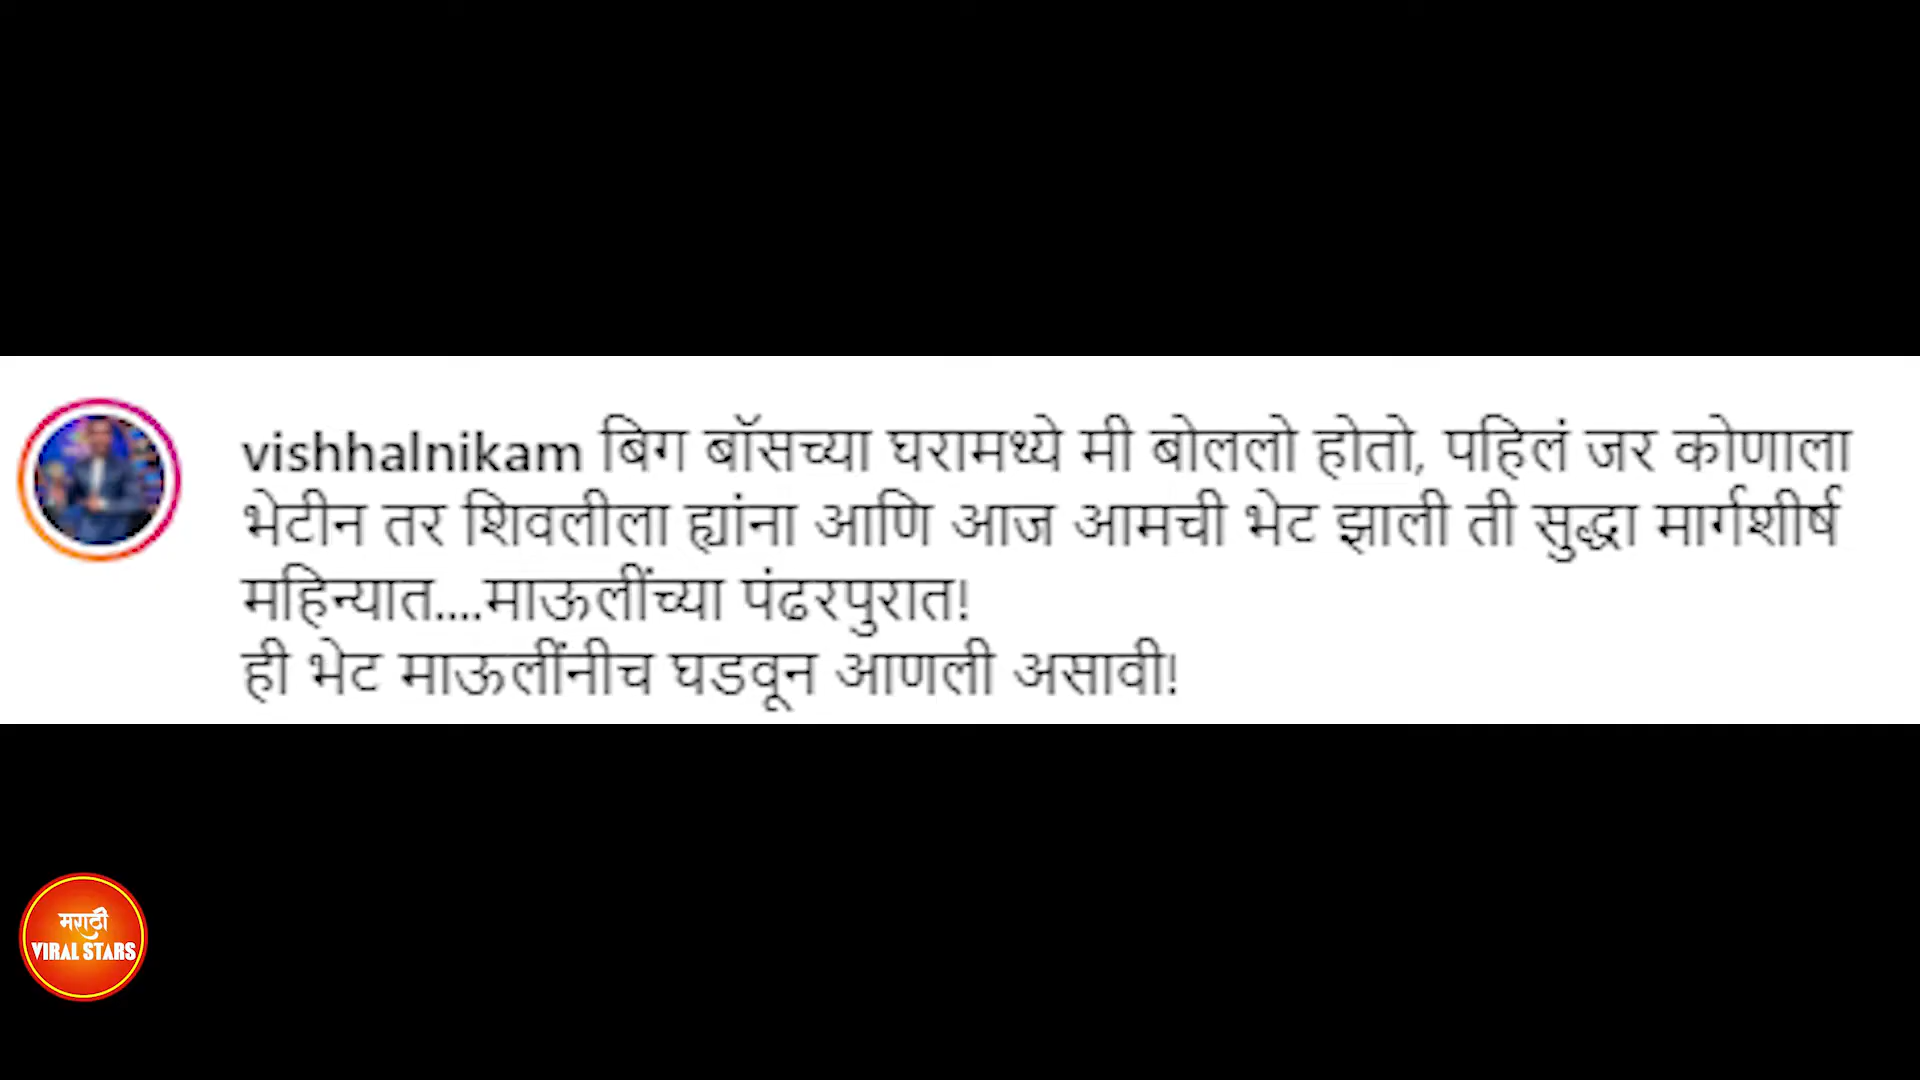 vishhalnikam बिग बॉसच्या घरामध्ये मी बोललो होतो, पहिलं जर कोणाला
भेटीन तर शिवलीला ह्यांना आणि आज आमची भेट झाली ती सुद्धा मार्गशीर्ष
महिन्यात....माऊलींच्या पंढरपुरात!
ही भेट माऊलींनीच घडवून आणली असावी!
मराठी
VIRAL STARS